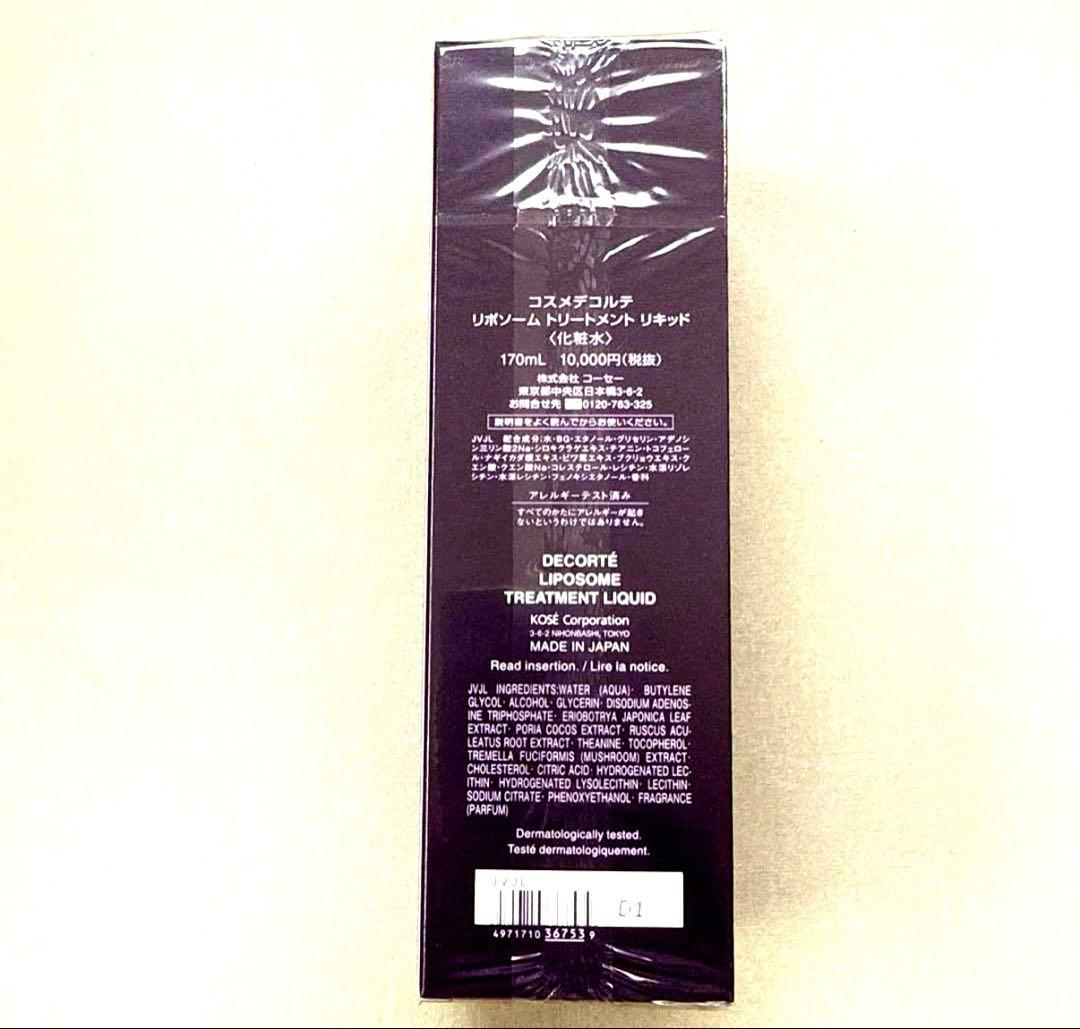 コスメデコルテ
リポソーム トリートメント リキッド
〈化粧水〉
170mL 10,000円(税抜)
株式会社 コーセー
東京都中央区日本橋3-6-2
お問合せ先 0120-763-325
説明書をよく読んでからお使いください。
JVJL 配合成分:水・BG・エタノール・グリセリン・アデノシ
ン三リン酸2Na・シロキクラゲエキス・テアニン・トコフェロー
ル・ナギイカダ根エキス・ビワ葉エキス・ブクリョウエキス・ク
エン酸・クエン酸Na・コレステロール・レシチン・水添リゾレ
シチン・水添レシチン・フェノキシエタノール・香料
アレルギーテスト済み
すべてのかたにアレルギーが起き
ないというわけではありません。
DECORTÉ
LIPOSOME
TREATMENT LIQUID
KOSÉ Corporation
3-6-2 NIHONBASHI, TOKYO
MADE IN JAPAN
Read insertion. / Lire la notice.
JVJL INGREDIENTS:WATER (AQUA)· BUTYLENE
GLYCOL· ALCOHOL· GLYCERIN· DISODIUM ADENOS-
INE TRIPHOSPHATE· ERIOBOTRYA JAPONICA LEAF
EXTRACT· PORIA COCOS EXTRACT· RUSCUS ACU-
LEATUS ROOT EXTRACT· THEANINE· TOCOPHEROL·
TREMELLA FUCIFORMIS (MUSHROOM) EXTRACT·
CHOLESTEROL· CITRIC ACID· HYDROGENATED LEC-
ITHIN· HYDROGENATED LYSOLECITHIN· LECITHIN·
SODIUM CITRATE· PHENOXYETHANOL· FRAGRANCE
(PARFUM)
Dermatologically tested.
Testé dermatologiquement.
JVJL
4971710 36753 9